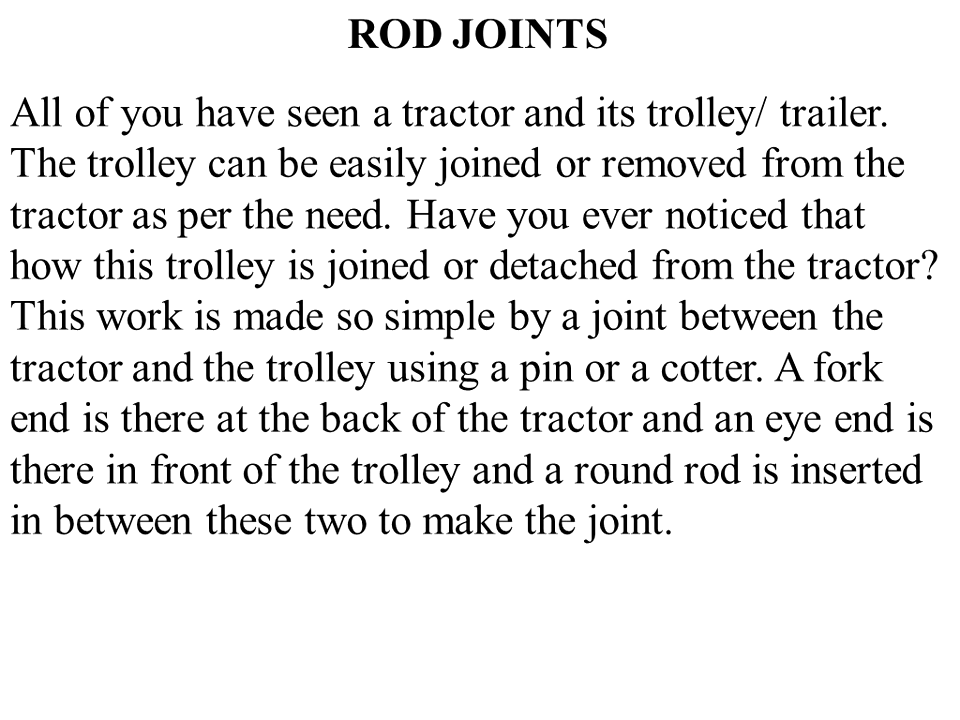 ROD JOINTS
All of you have seen a tractor and its trolley/ trailer.
The trolley can be easily joined or removed from the
tractor as per the need. Have you ever noticed that
how this trolley is joined or detached from the tractor?
This work is made so simple by a joint between the
tractor and the trolley using a pin or a cotter. A fork
end is there at the back of the tractor and an eye end is
there in front of the trolley and a round rod is inserted
in between these two to make the joint.